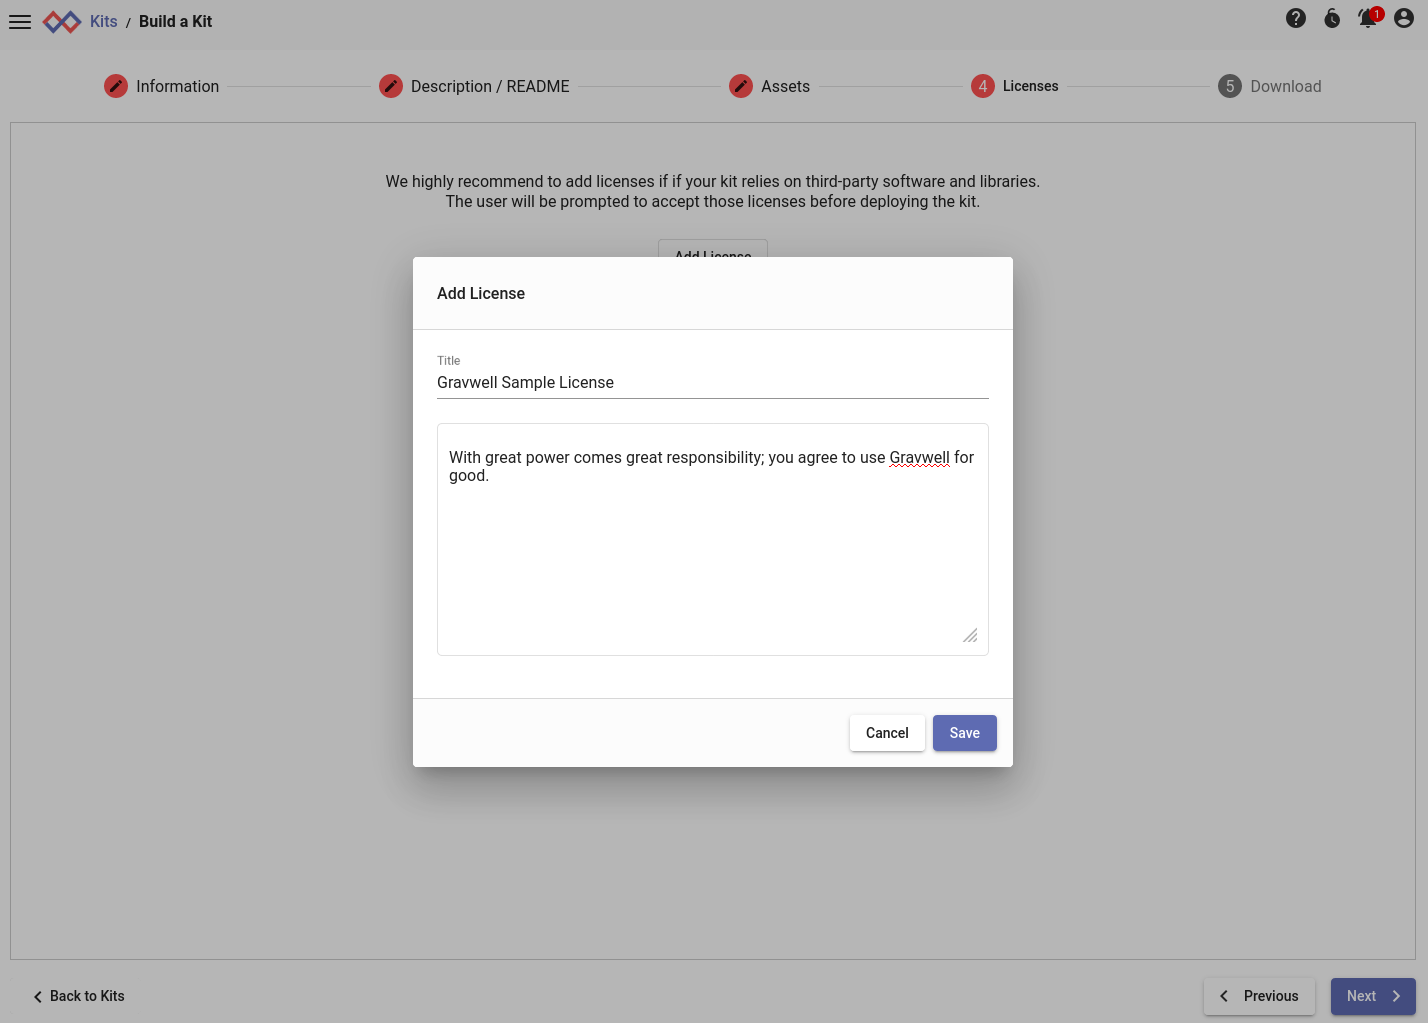 Kits / Build a Kit
1
Information
Description / README
Assets
4 Licenses
5 Download
We highly recommend to add licenses if if your kit relies on third-party software and libraries.
The user will be prompted to accept those licenses before deploying the kit.
Add License
Add License
Title
Gravwell Sample License
With great power comes great responsibility; you agree to use Gravwell for
good.
Cancel
Save
Back to Kits
Previous
Next